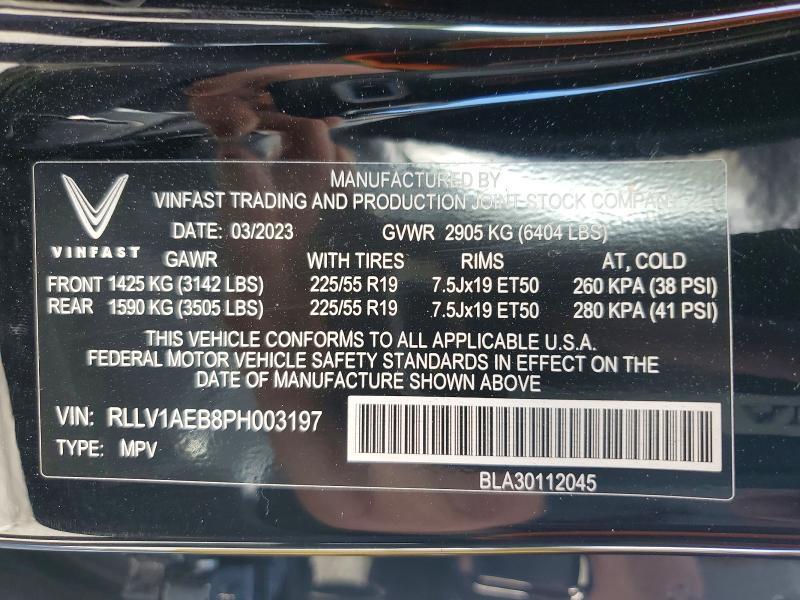 MANUFACTURED BY
VINFAST TRADING AND PRODUCTION JOINT STOCK COMPANY
VINFAST
DATE: 03/2023 GVWR 2905 KG (6404 LBS)
GAWR WITH TIRES RIMS AT, COLD
FRONT 1425 KG (3142 LBS) 225/55 R19 7.5Jx19 ET50 260 KPA (38 PSI)
REAR 1590 KG (3505 LBS) 225/55 R19 7.5Jx19 ET50 280 KPA (41 PSI)
THIS VEHICLE CONFORMS TO ALL APPLICABLE U.S.A.
FEDERAL MOTOR VEHICLE SAFETY STANDARDS IN EFFECT ON THE
DATE OF MANUFACTURE SHOWN ABOVE
VIN: RLLV1AEB8PH003197
TYPE: MPV
BLA30112045